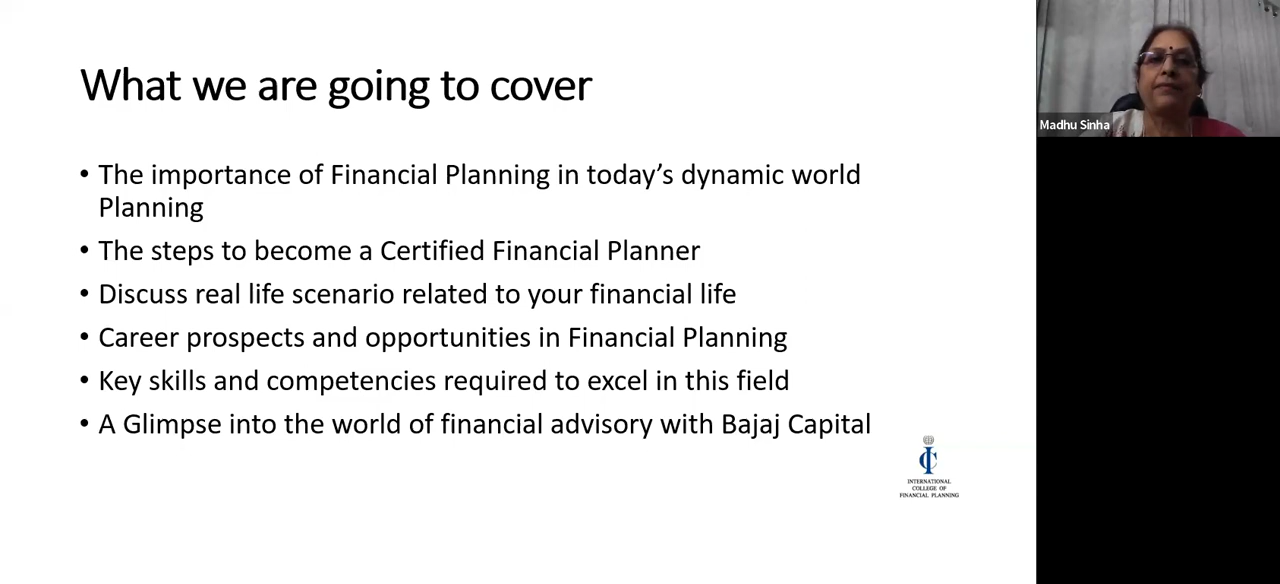 What we are going to cover
• The importance of Financial Planning in today's dynamic world
Planning
• The steps to become a Certified Financial Planner
• Discuss real life scenario related to your financial life
• Career prospects and opportunities in Financial Planning
• Key skills and competencies required to excel in this field
• A Glimpse into the world of financial advisory with Bajaj Capital
INTERNATIONAL
COLLEGE OF
FINANCIAL PLANNING
Madhu Sinha